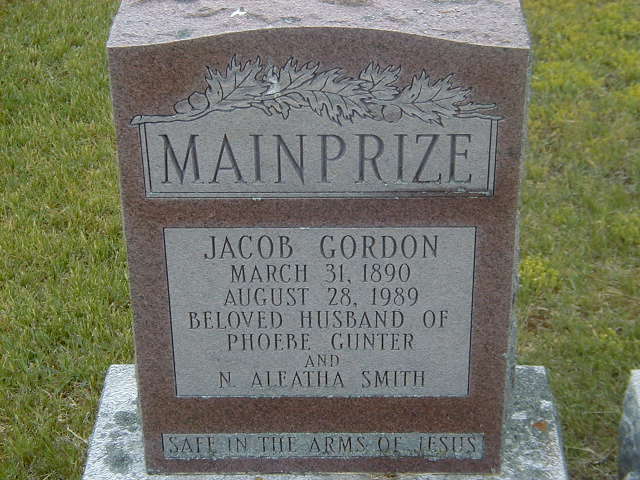 MAINPRIZE
JACOB GORDON
MARCH 31, 1890
AUGUST 28, 1989
BELOVED HUSBAND OF
PHOEBE GUNTER
AND
N. ALEATHA SMITH
SAFE IN THE ARMS OF JESUS